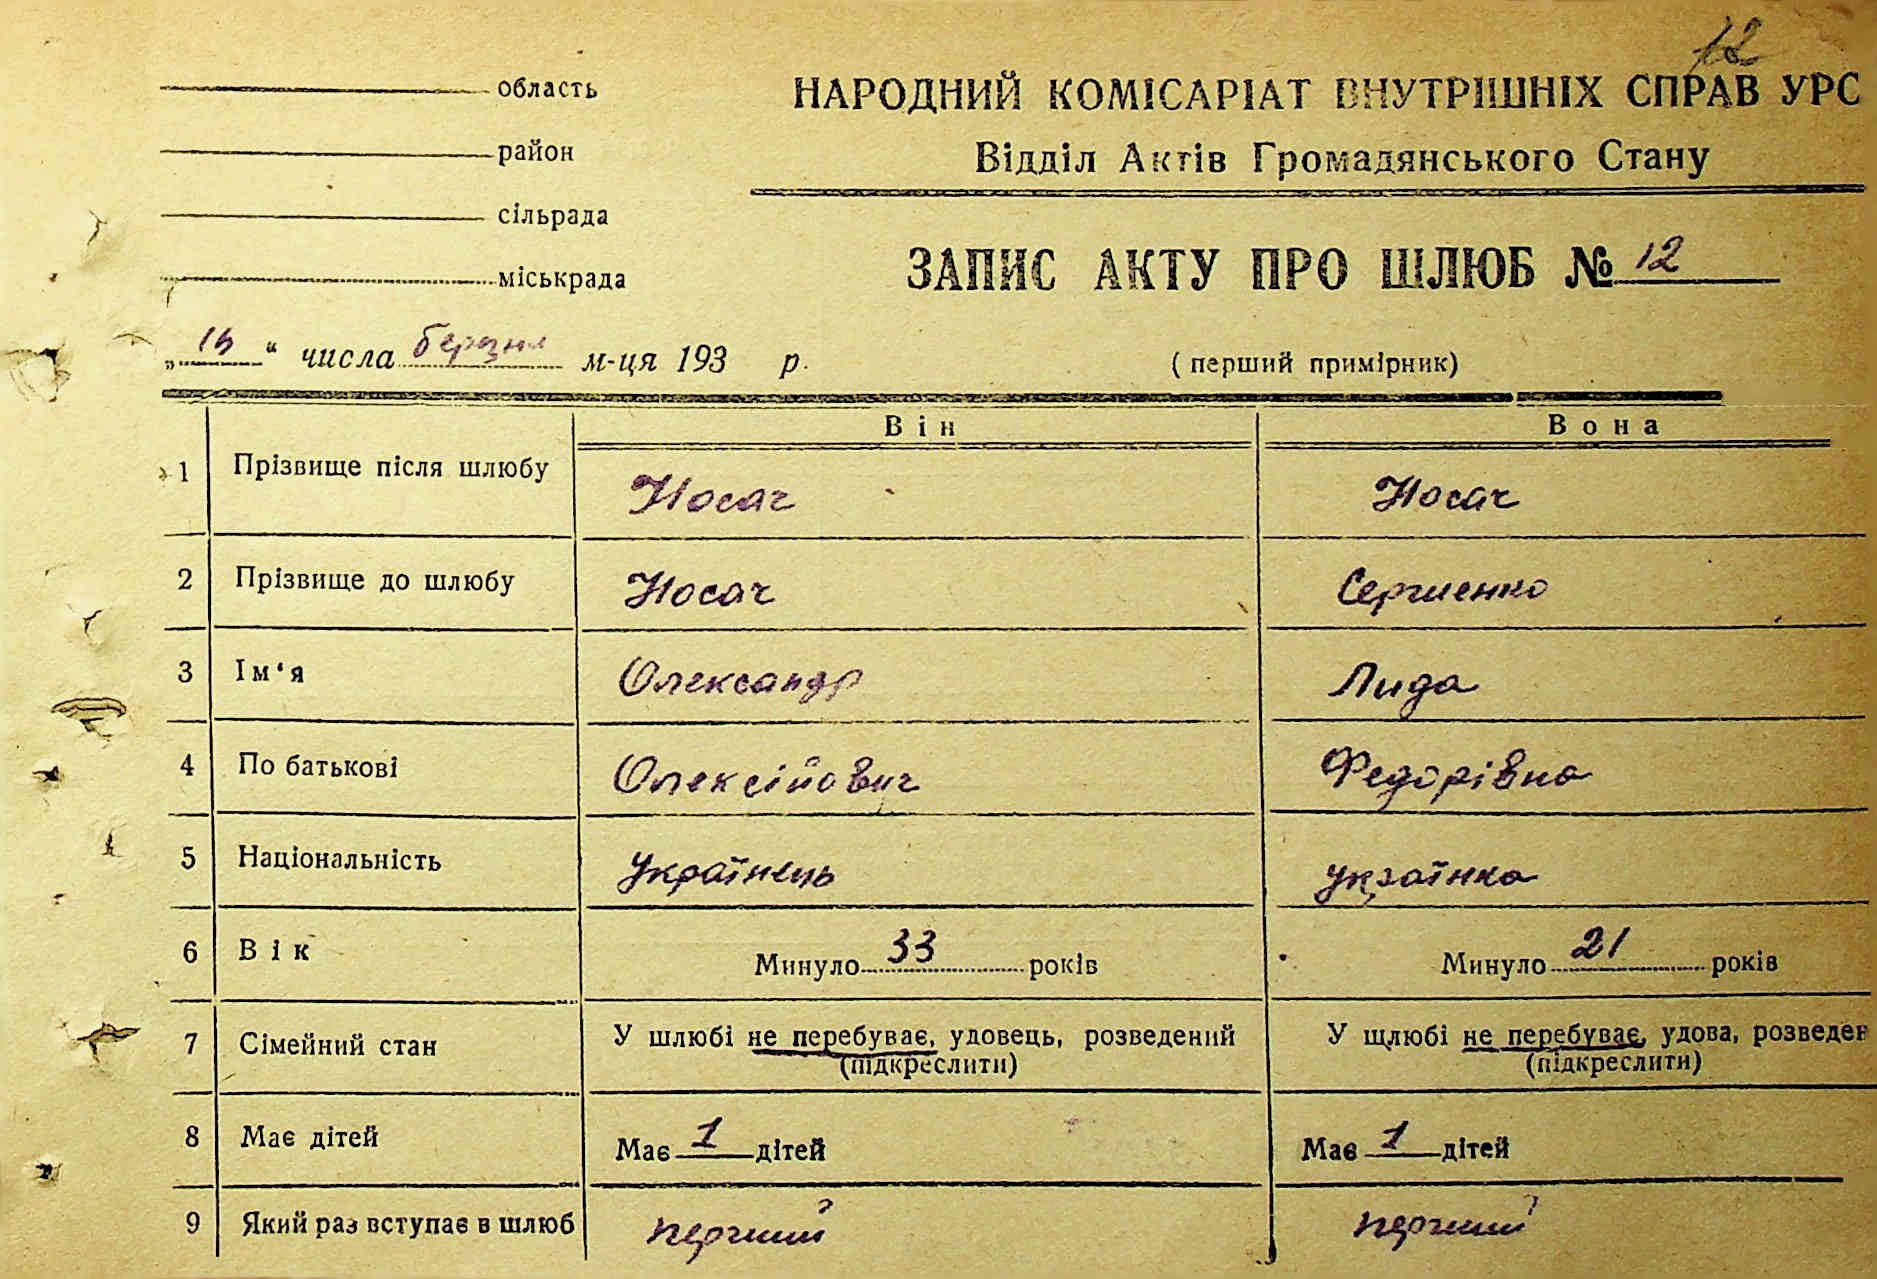 12
область
НАРОДНИЙ КОМІСАРІАТ ВНУТРІШНІХ СПРАВ УРС
район
Відділ Актів Громадянського Стану
сільрада
ЗАПИС АКТУ ПРО ШЛЮБ № 12
міськрада
„ “ числа березня м-ця 193 р.
(перший примірник)
Він Вона
1 Прізвище після шлюбу Носач Носач
2 Прізвище до шлюбу Носач Сергиенко
3 Ім‘я Олександр Лида
4 По батькові Олексійович Федорівна
5 Національність Українець українка
6 Вік Минуло 33 років Минуло 21 років
7 Сімейний стан У шлюбі не перебуває, удовець, розведений У шлюбі не перебуває, удова, розведен
(підкреслити) (підкреслити)
8 Має дітей Має 1 дітей Має 1 дітей
9 Який раз вступає в шлюб перший перший